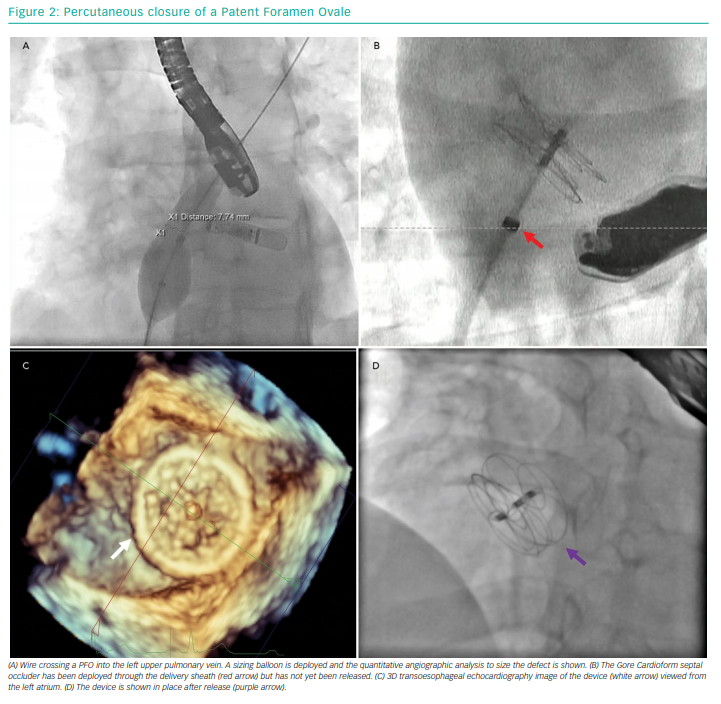 Figure 2: Percutaneous closure of a Patent Foramen Ovale
A
B
X1 Distance: 7.74 mm
X1
C
D
(A) Wire crossing a PFO into the left upper pulmonary vein. A sizing balloon is deployed and the quantitative angiographic analysis to size the defect is shown. (B) The Gore Cardioform septal
occluder has been deployed through the delivery sheath (red arrow) but has not yet been released. (C) 3D transoesophageal echocardiography image of the device (white arrow) viewed from
the left atrium. (D) The device is shown in place after release (purple arrow).